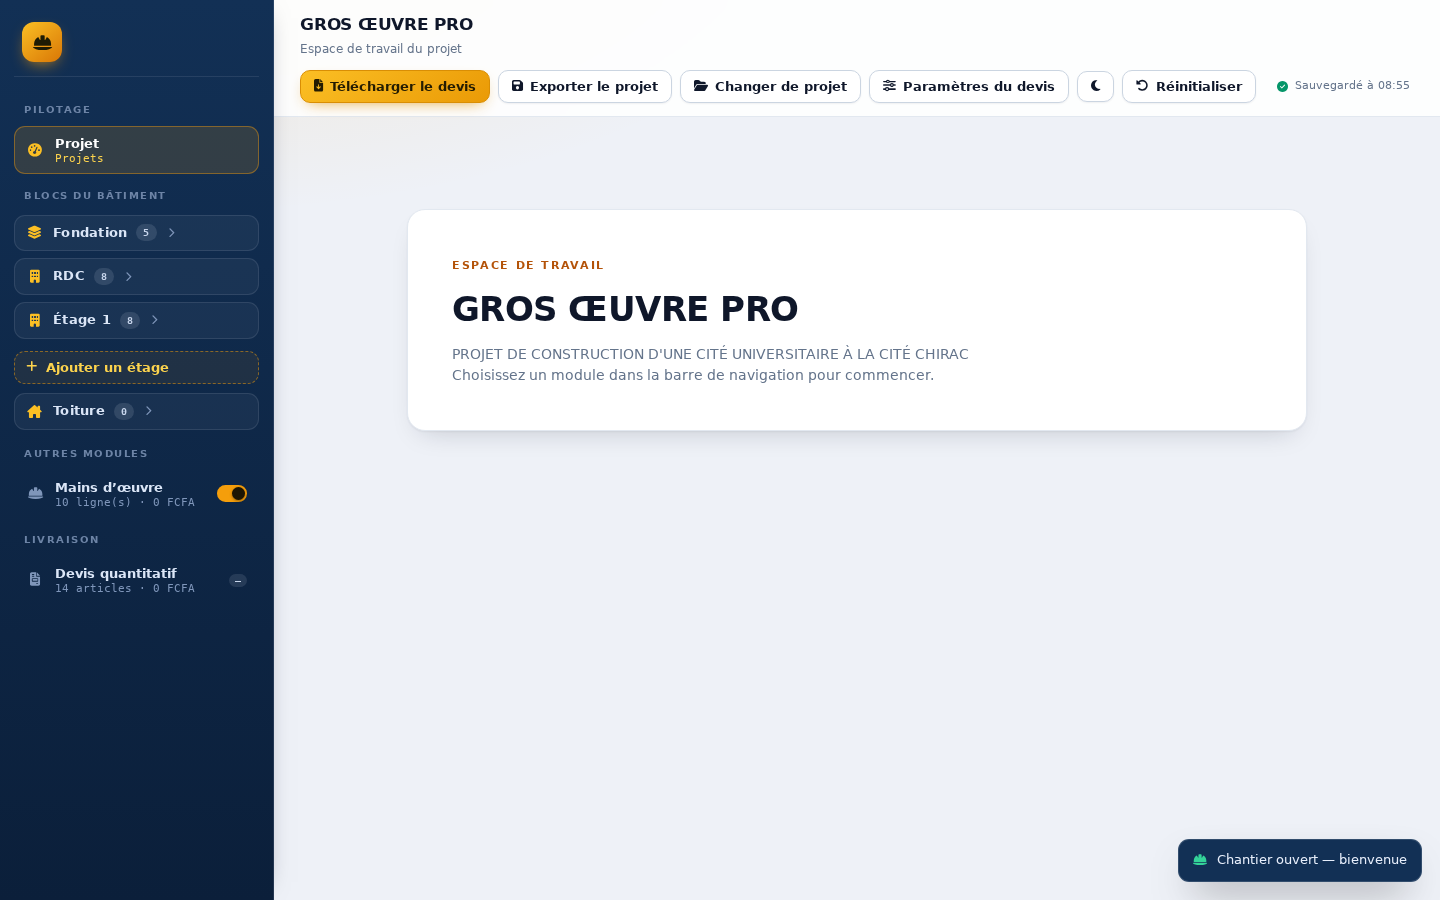 GROS ŒUVRE PRO
Espace de travail du projet
Télécharger le devis
Exporter le projet
Changer de projet
Paramètres du devis
Réinitialiser
Sauvegardé à 08:55
PILOTAGE
Projet
Projets
BLOCS DU BÂTIMENT
Fondation 5
RDC 8
Étage 1 8
+ Ajouter un étage
Toiture 0
AUTRES MODULES
Mains d’œuvre
10 ligne(s) · 0 FCFA
LIVRAISON
Devis quantitatif
14 articles · 0 FCFA
—
ESPACE DE TRAVAIL
GROS ŒUVRE PRO
PROJET DE CONSTRUCTION D'UNE CITÉ UNIVERSITAIRE À LA CITÉ CHIRAC
Choisissez un module dans la barre de navigation pour commencer.
Chantier ouvert — bienvenue